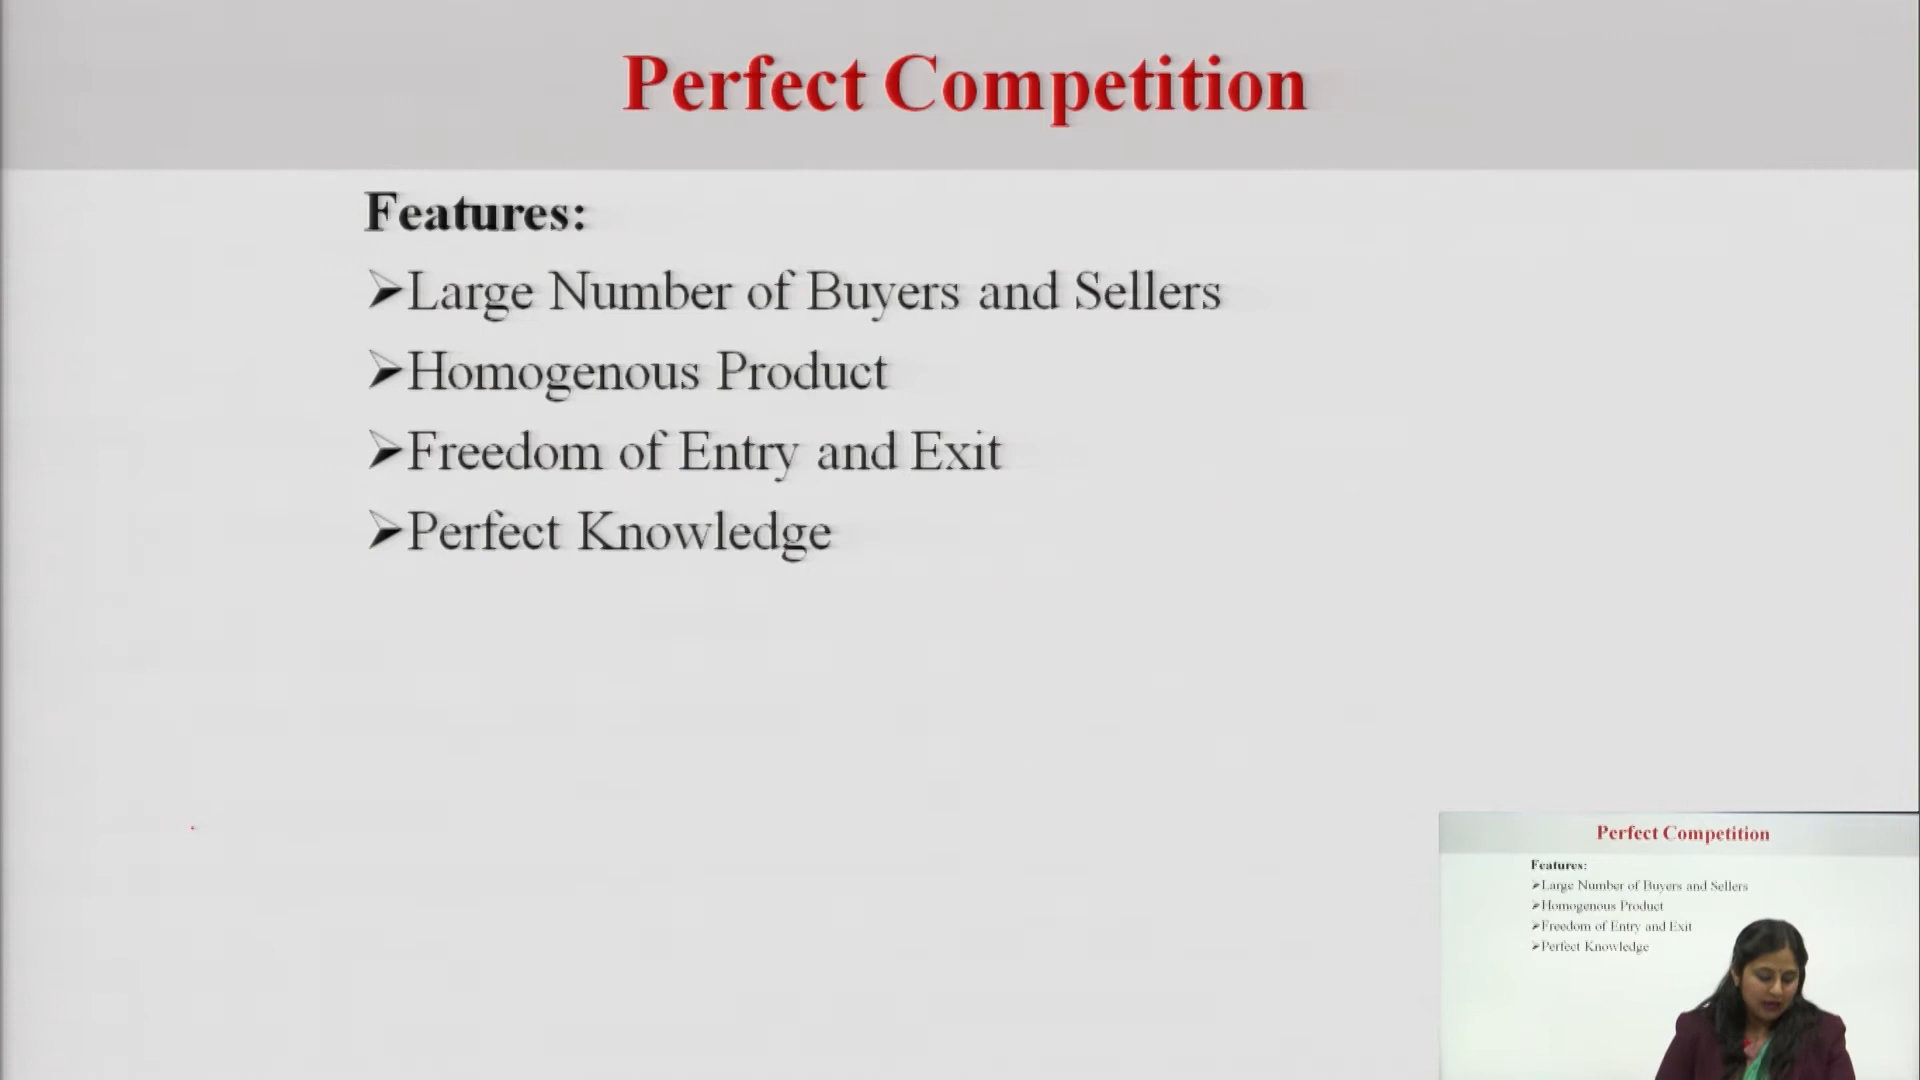 Perfect Competition
Features:
➢Large Number of Buyers and Sellers
➢Homogenous Product
➢Freedom of Entry and Exit
➢Perfect Knowledge
Perfect Competition
Features:
➢Large Number of Buyers and Sellers
➢Homogenous Product
➢Freedom of Entry and Exit
➢Perfect Knowledge